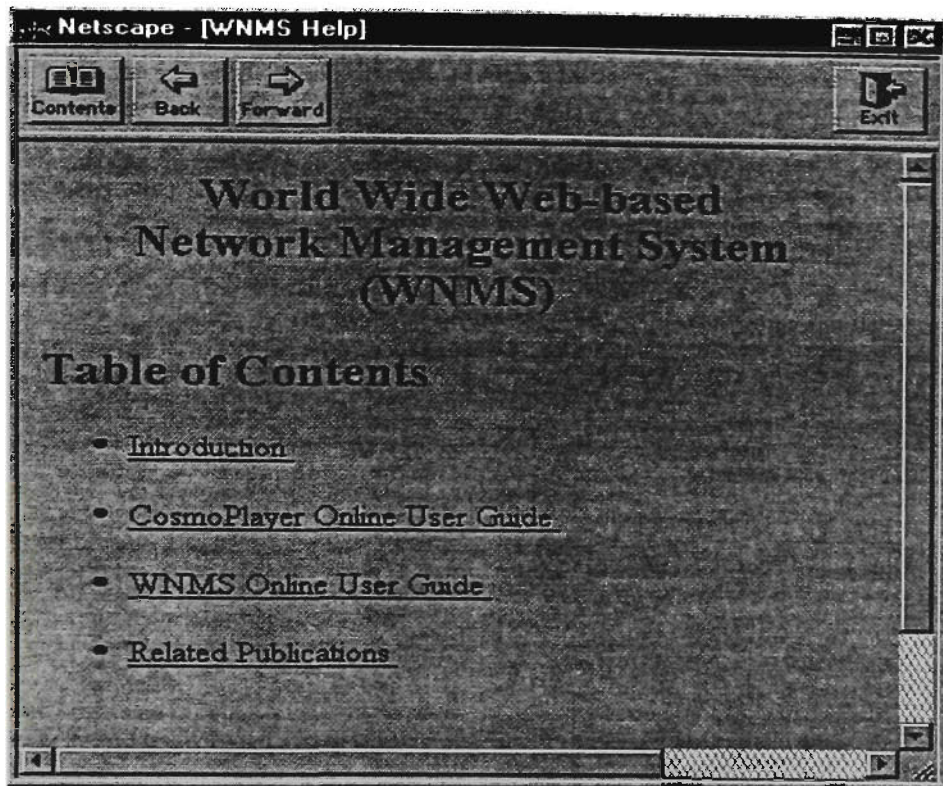 Netscape - [WNMS Help]
Contents Back Forward Exit
World Wide Web-based
Network Management System
(WNMS)
Table of Contents
• Introduction
• CosmoPlayer Online User Guide
• WNMS Online User Guide
• Related Publications